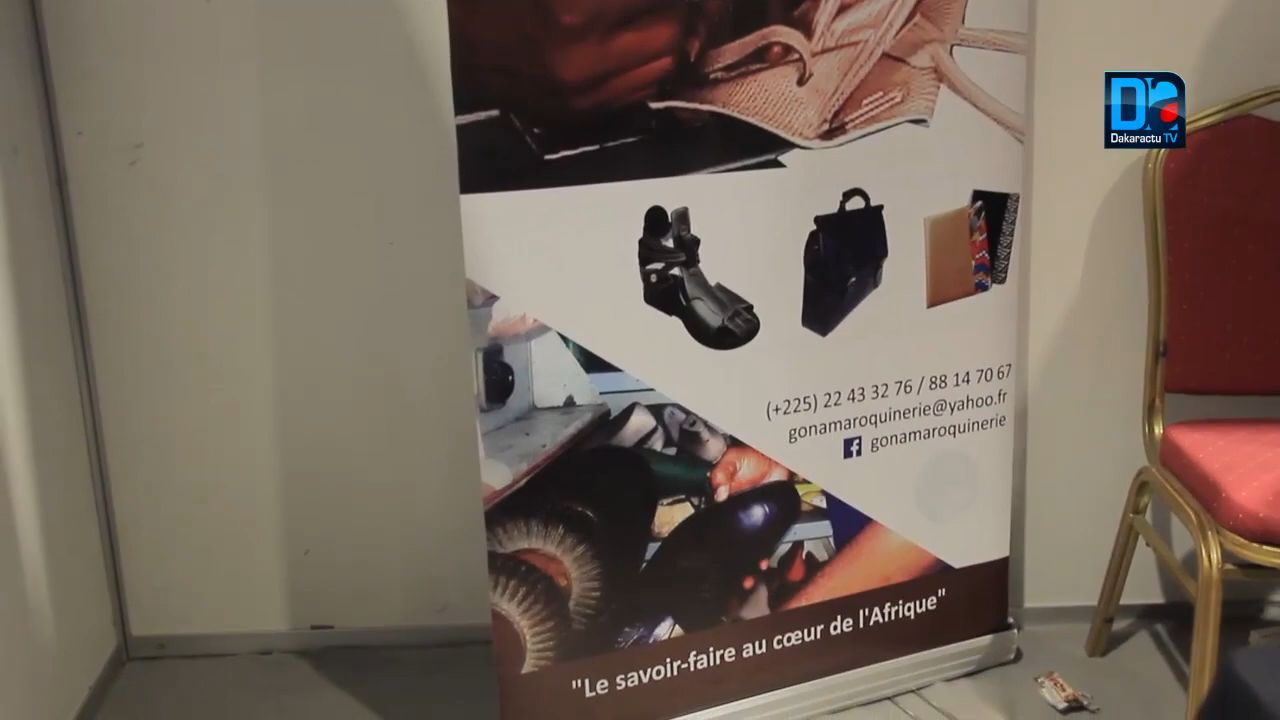 Dakaractu TV
(+225) 22 43 32 76 / 88 14 70 67
gonamaroquinerie@yahoo.fr
gonamaroquinerie
"Le savoir-faire au cœur de l'Afrique"